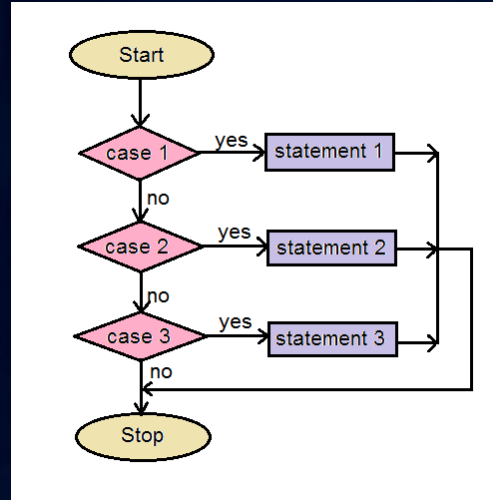 Start
case 1
yes
statement 1
no
case 2
yes
statement 2
no
case 3
yes
statement 3
no
Stop